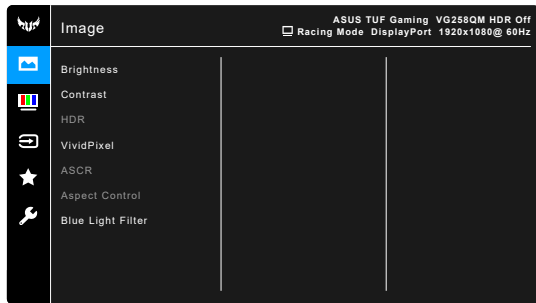 Image
ASUS TUF Gaming VG258QM HDR Off
Racing Mode DisplayPort 1920x1080@ 60Hz
Brightness
Contrast
HDR
VividPixel
ASCR
Aspect Control
Blue Light Filter